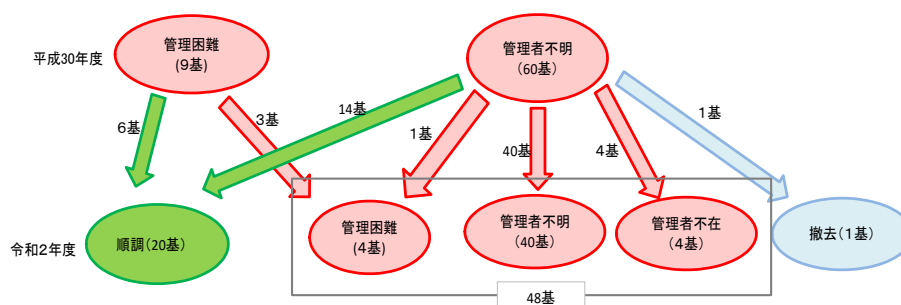 平成30年度
管理困難
(9基)
管理者不明
(60基)
6基
3基
14基
1基
40基
4基
1基
令和2年度
順調(20基)
管理困難
(4基)
管理者不明
(40基)
管理者不在
(4基)
撤去(1基)
48基